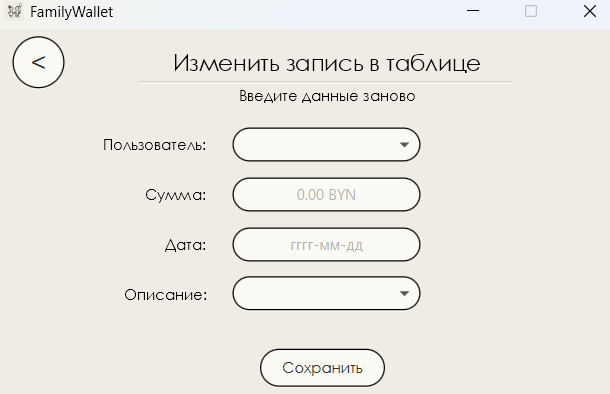 FamilyWallet
<
Изменить запись в таблице
Введите данные заново
Пользователь:
Сумма: 0.00 BYN
Дата: гггг-мм-дд
Описание:
Сохранить